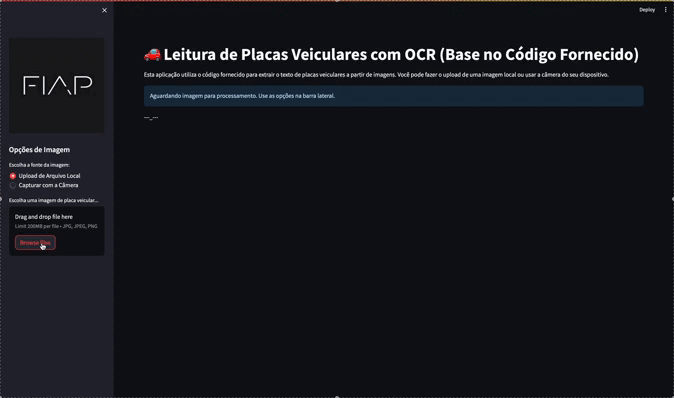 Deploy
FIAP
Opções de Imagem
Escolha a fonte da imagem:
Upload de Arquivo Local
Capturar com a Câmera
Escolha uma imagem de placa veicular...
Drag and drop file here
Limit 200MB per file • JPG, JPEG, PNG
Browse files
Leitura de Placas Veiculares com OCR (Base no Código Fornecido)
Esta aplicação utiliza o código fornecido para extrair o texto de placas veiculares a partir de imagens. Você pode fazer o upload de uma imagem local ou usar a câmera do seu dispositivo.
Aguardando imagem para processamento. Use as opções na barra lateral.
---_---